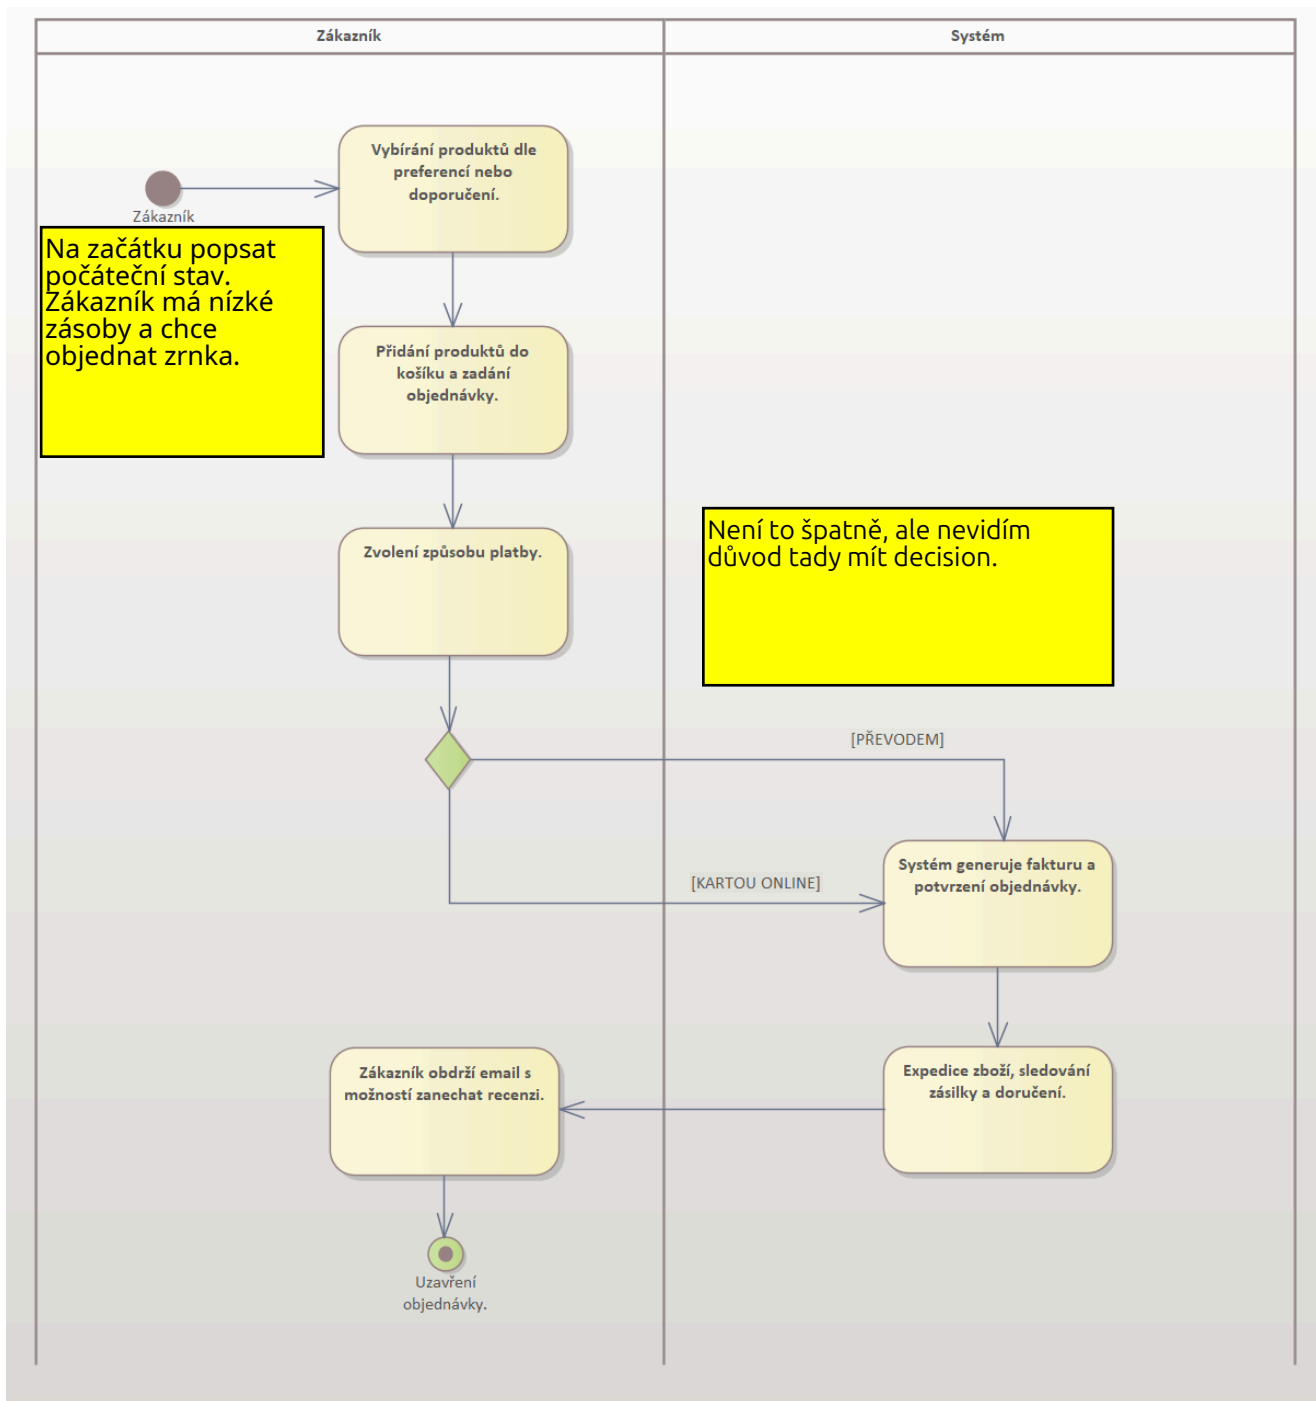 Zákazník
Systém
Vybírání produktů dle
preferencí nebo
doporučení.
Zákazník
Na začátku popsat
počáteční stav.
Zákazník má nízké
zásoby a chce
objednat zrnka.
Přidání produktů do
košíku a zadání
objednávky.
Zvolení způsobu platby.
Není to špatně, ale nevidím
důvod tady mít decision.
[PŘEVODEM]
Systém generuje fakturu a
potvrzení objednávky.
[KARTOU ONLINE]
Expedice zboží, sledování
zásilky a doručení.
Zákazník obdrží email s
možností zanechat recenzi.
Uzavření
objednávky.